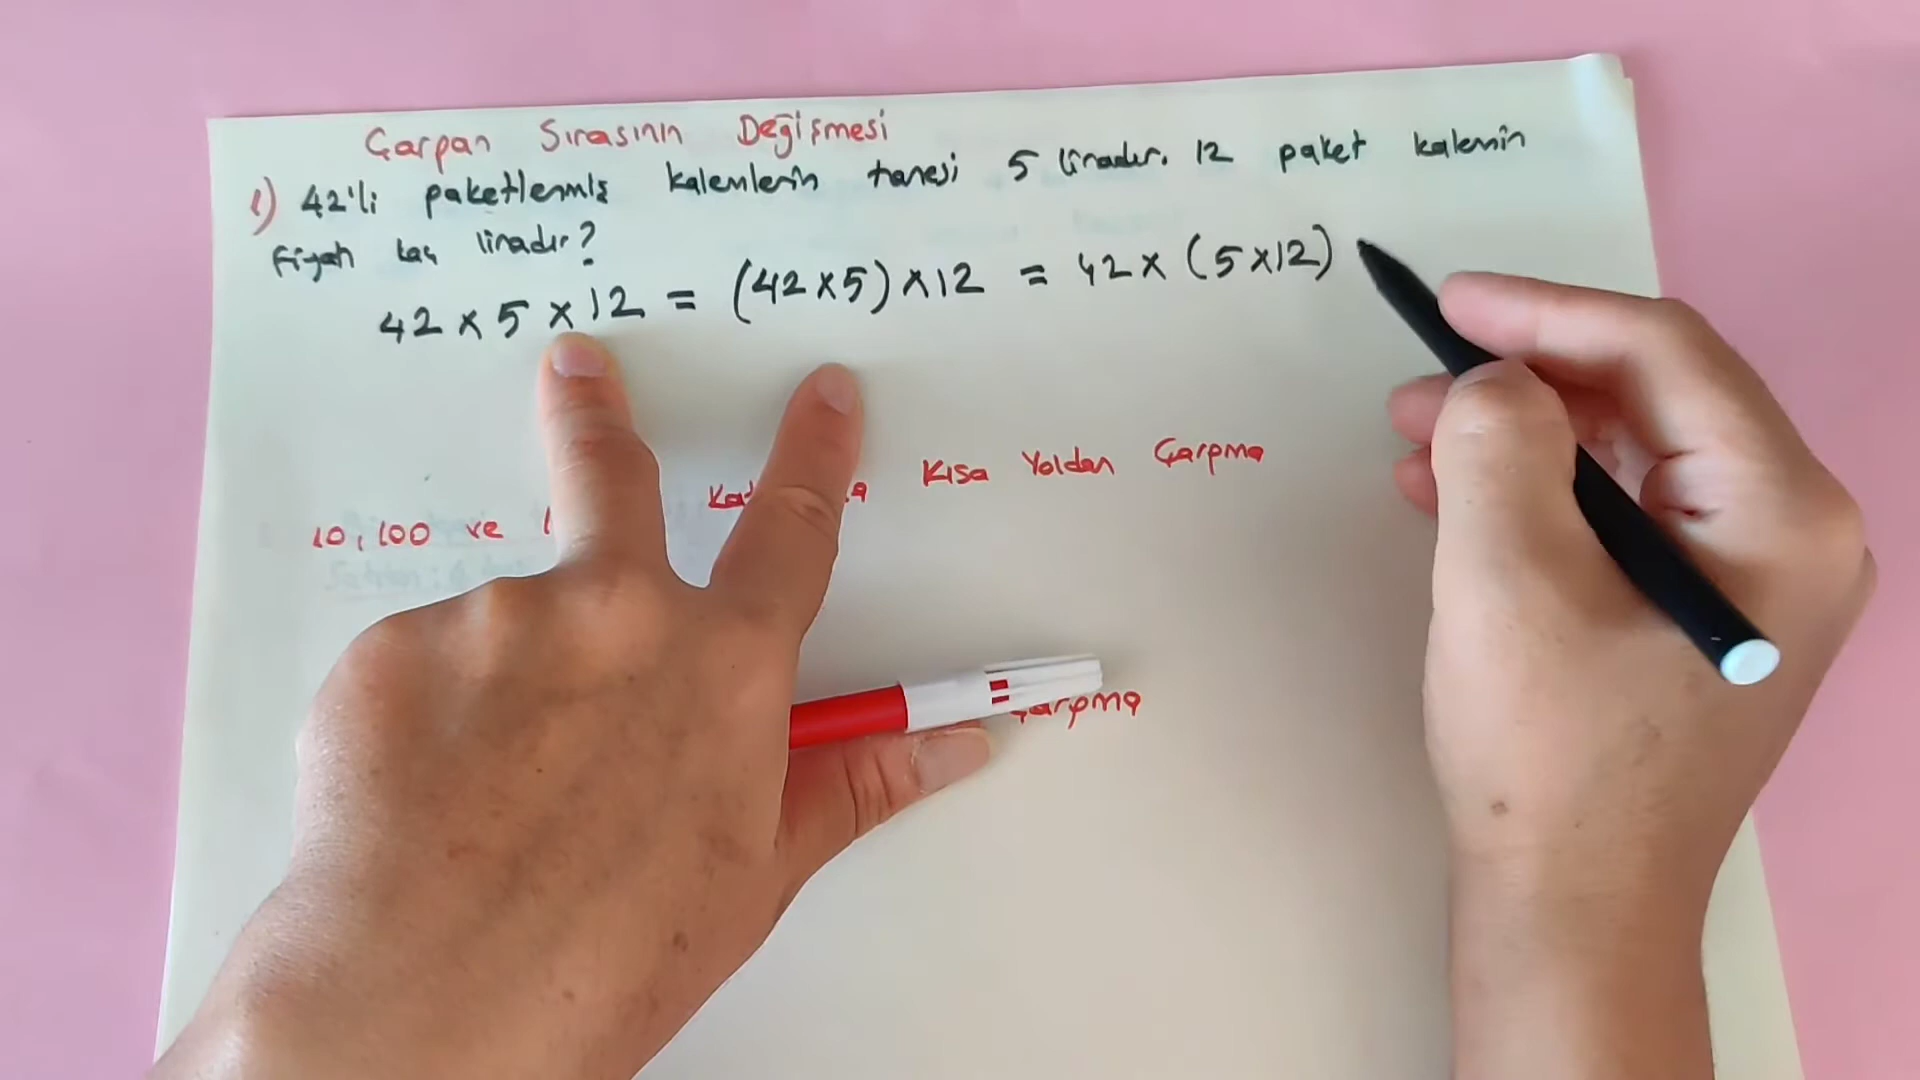 Çarpan Sırasının Değişmesi
1) 42'li paketlenmiş kalemlerin tanesi 5 liradır. 12 paket kalemin
fiyatı kaç liradır?
42 x 5 x 12 = (42 x 5) x 12 = 42 x (5 x 12)
10, 100 ve Kısa Yoldan Çarpma
Çarpma